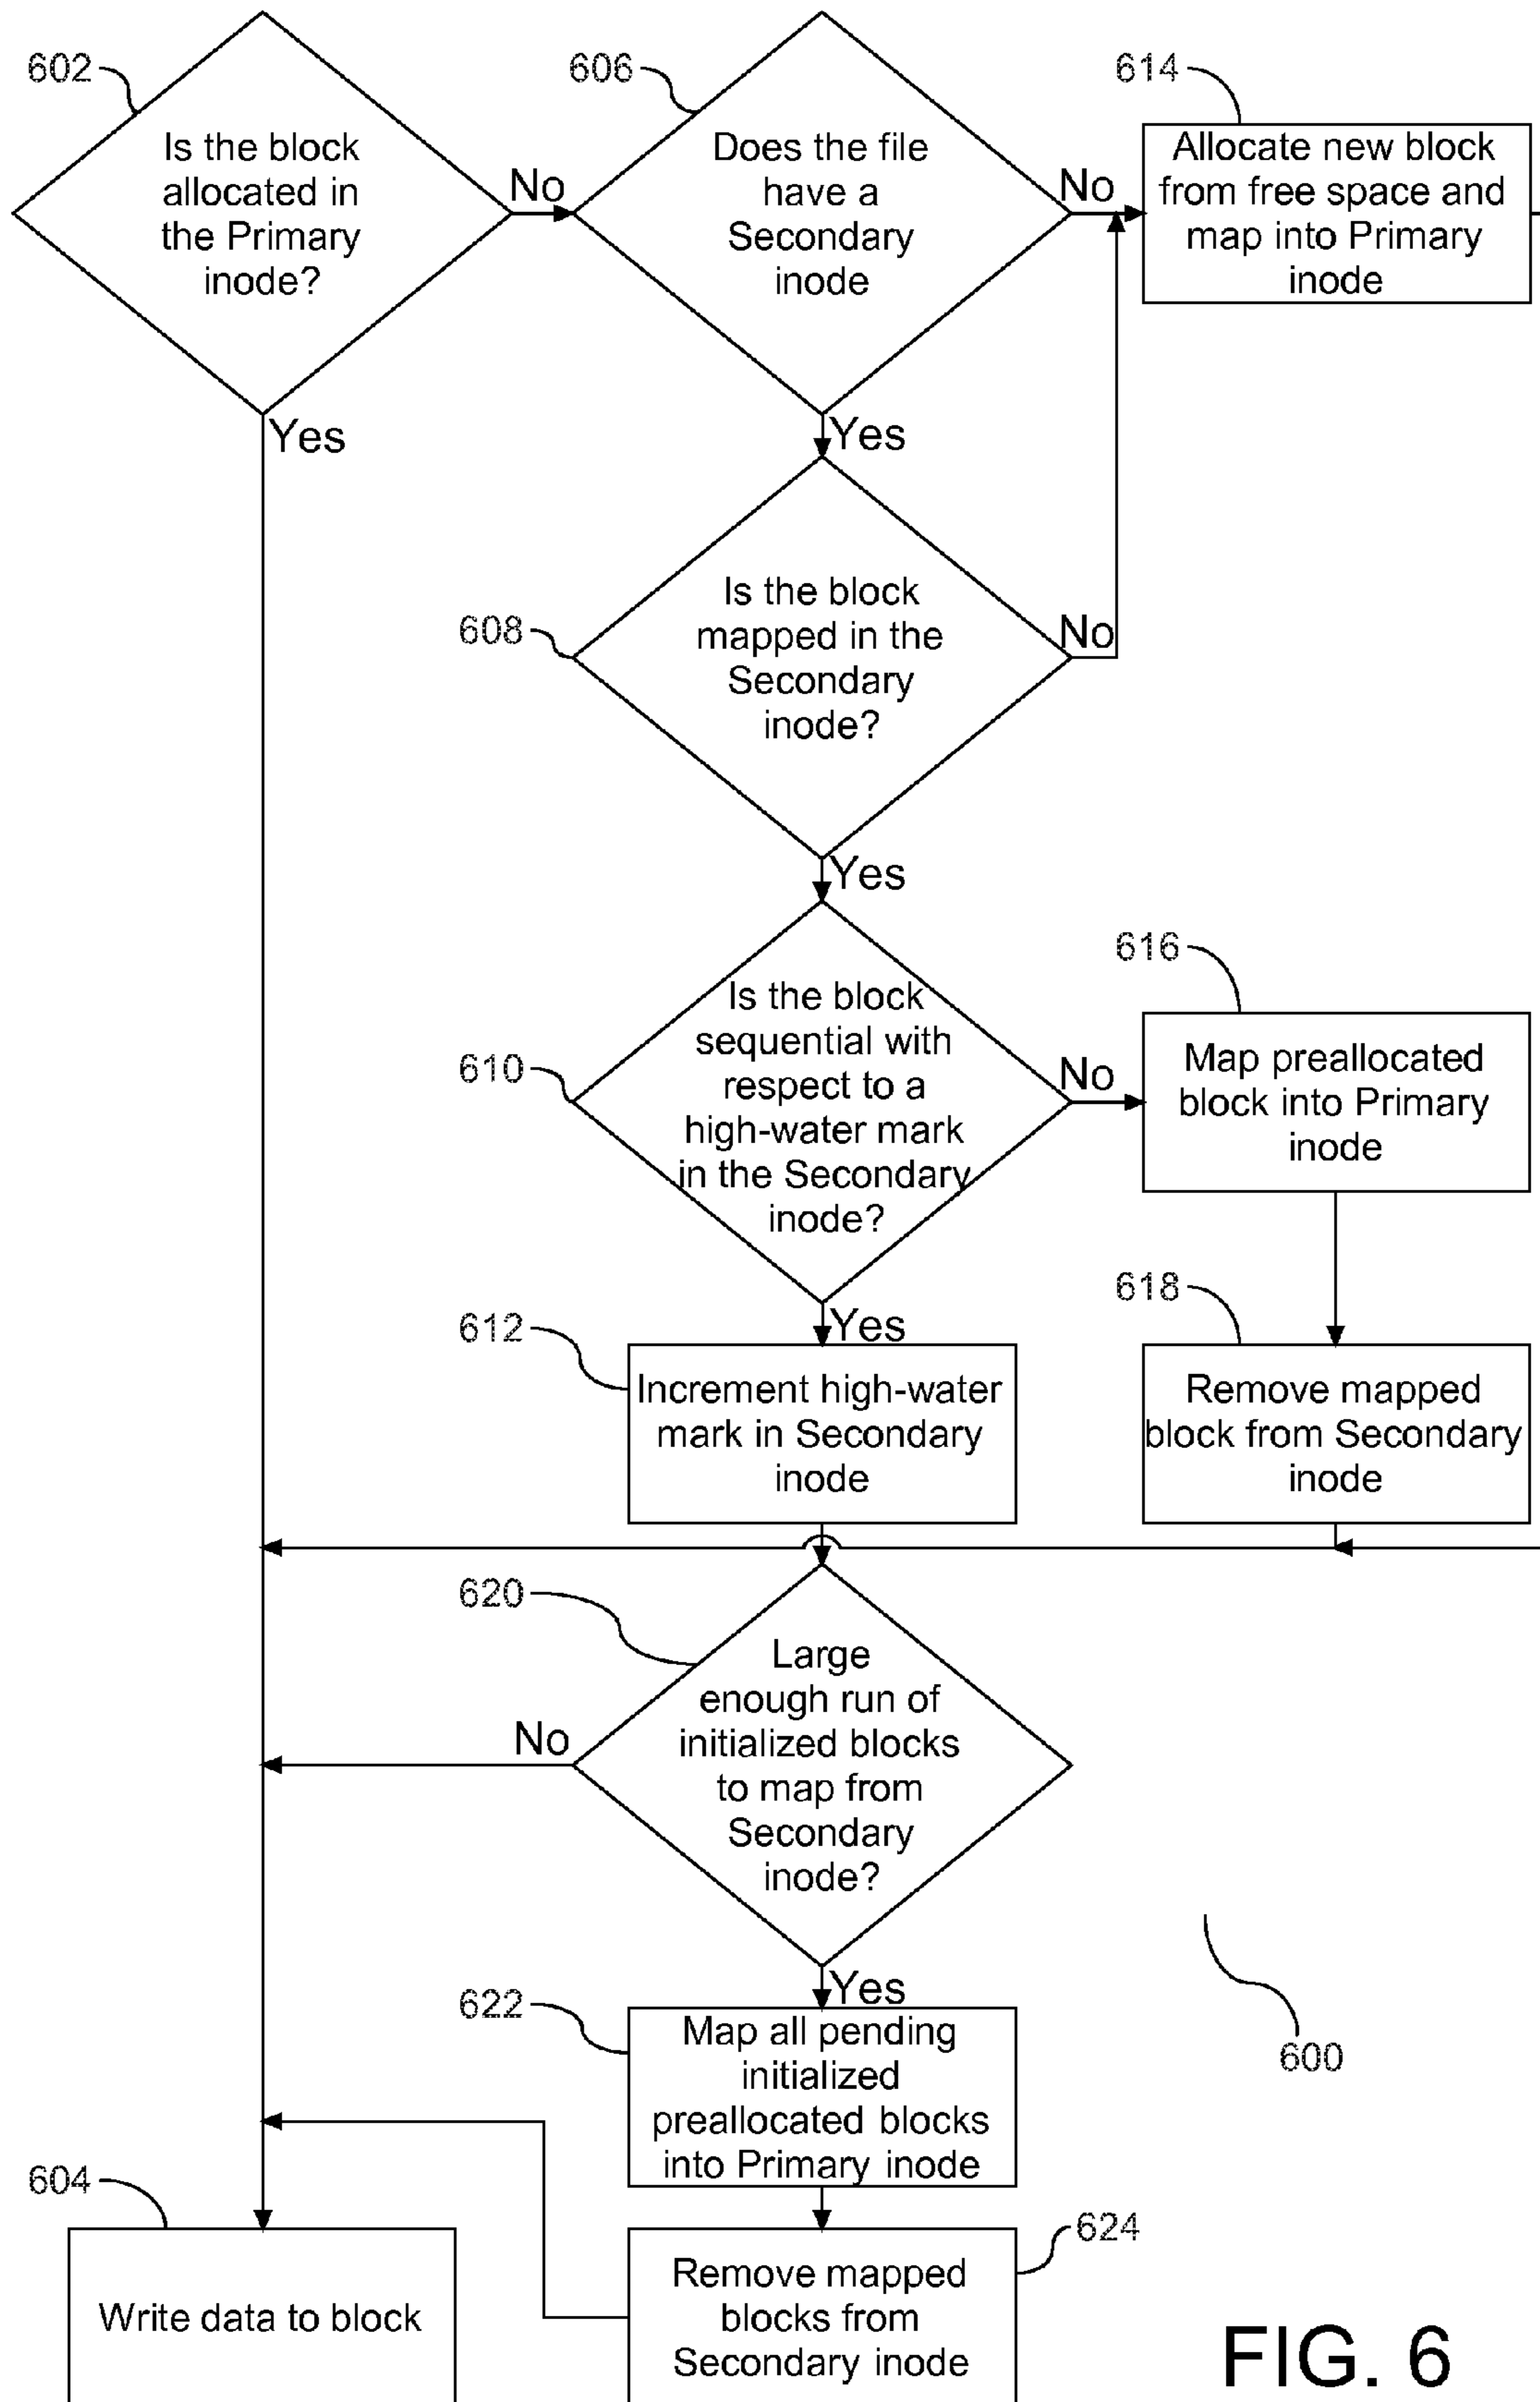 602
Is the block
allocated in
the Primary
inode?
No
Yes
606
Does the file
have a
Secondary
inode
No
Yes
614
Allocate new block
from free space and
map into Primary
inode
608
Is the block
mapped in the
Secondary
inode?
No
Yes
610
Is the block
sequential with
respect to a
high-water mark
in the Secondary
inode?
No
Yes
616
Map preallocated
block into Primary
inode
612
Increment high-water
mark in Secondary
inode
618
Remove mapped
block from Secondary
inode
620
Large
enough run of
initialized blocks
to map from
Secondary
inode?
No
Yes
622
Map all pending
initialized
preallocated blocks
into Primary inode
600
604
Write data to block
624
Remove mapped
blocks from
Secondary inode
FIG. 6